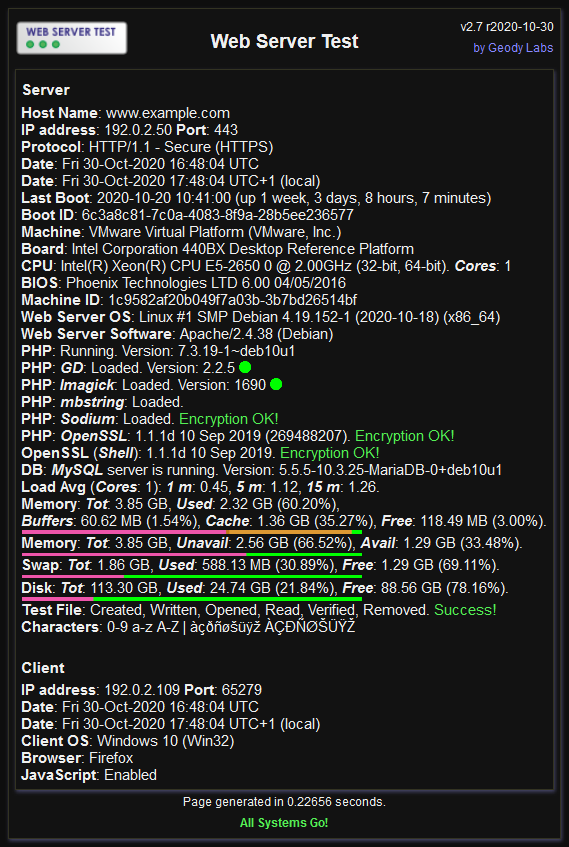 WEB SERVER TEST
Web Server Test
v2.7 r2020-10-30
by Geody Labs
Server
Host Name: www.example.com
IP address: 192.0.2.50 Port: 443
Protocol: HTTP/1.1 - Secure (HTTPS)
Date: Fri 30-Oct-2020 16:48:04 UTC
Date: Fri 30-Oct-2020 17:48:04 UTC+1 (local)
Last Boot: 2020-10-20 10:41:00 (up 1 week, 3 days, 8 hours, 7 minutes)
Boot ID: 6c3a8c81-7c0a-4083-8f9a-28b5ee236577
Machine: VMware Virtual Platform (VMware, Inc.)
Board: Intel Corporation 440BX Desktop Reference Platform
CPU: Intel(R) Xeon(R) CPU E5-2650 0 @ 2.00GHz (32-bit, 64-bit). Cores: 1
BIOS: Phoenix Technologies LTD 6.00 04/05/2016
Machine ID: 1c9582af20b049f7a03b-3b7bd26514bf
Web Server OS: Linux #1 SMP Debian 4.19.152-1 (2020-10-18) (x86_64)
Web Server Software: Apache/2.4.38 (Debian)
PHP: Running. Version: 7.3.19-1~deb10u1
PHP: GD: Loaded. Version: 2.2.5
PHP: Imagick: Loaded. Version: 1690
PHP: mbstring: Loaded.
PHP: Sodium: Loaded. Encryption OK!
PHP: OpenSSL: 1.1.1d 10 Sep 2019 (269488207). Encryption OK!
OpenSSL (Shell): 1.1.1d 10 Sep 2019. Encryption OK!
DB: MySQL server is running. Version: 5.5.5-10.3.25-MariaDB-0+deb10u1
Load Avg (Cores: 1): 1 m: 0.45, 5 m: 1.12, 15 m: 1.26.
Memory: Tot: 3.85 GB, Used: 2.32 GB (60.20%),
Buffers: 60.62 MB (1.54%), Cache: 1.36 GB (35.27%), Free: 118.49 MB (3.00%).
Memory: Tot: 3.85 GB, Unavail: 2.56 GB (66.52%), Avail: 1.29 GB (33.48%).
Swap: Tot: 1.86 GB, Used: 588.13 MB (30.89%), Free: 1.29 GB (69.11%).
Disk: Tot: 113.30 GB, Used: 24.74 GB (21.84%), Free: 88.56 GB (78.16%).
Test File: Created, Written, Opened, Read, Verified, Removed. Success!
Characters: 0-9 a-z A-Z | àçðñøšüÿž ÀÇÐÑØŠÜŸŽ
Client
IP address: 192.0.2.109 Port: 65279
Date: Fri 30-Oct-2020 16:48:04 UTC
Date: Fri 30-Oct-2020 17:48:04 UTC+1 (local)
Client OS: Windows 10 (Win32)
Browser: Firefox
JavaScript: Enabled
Page generated in 0.22656 seconds.
All Systems Go!